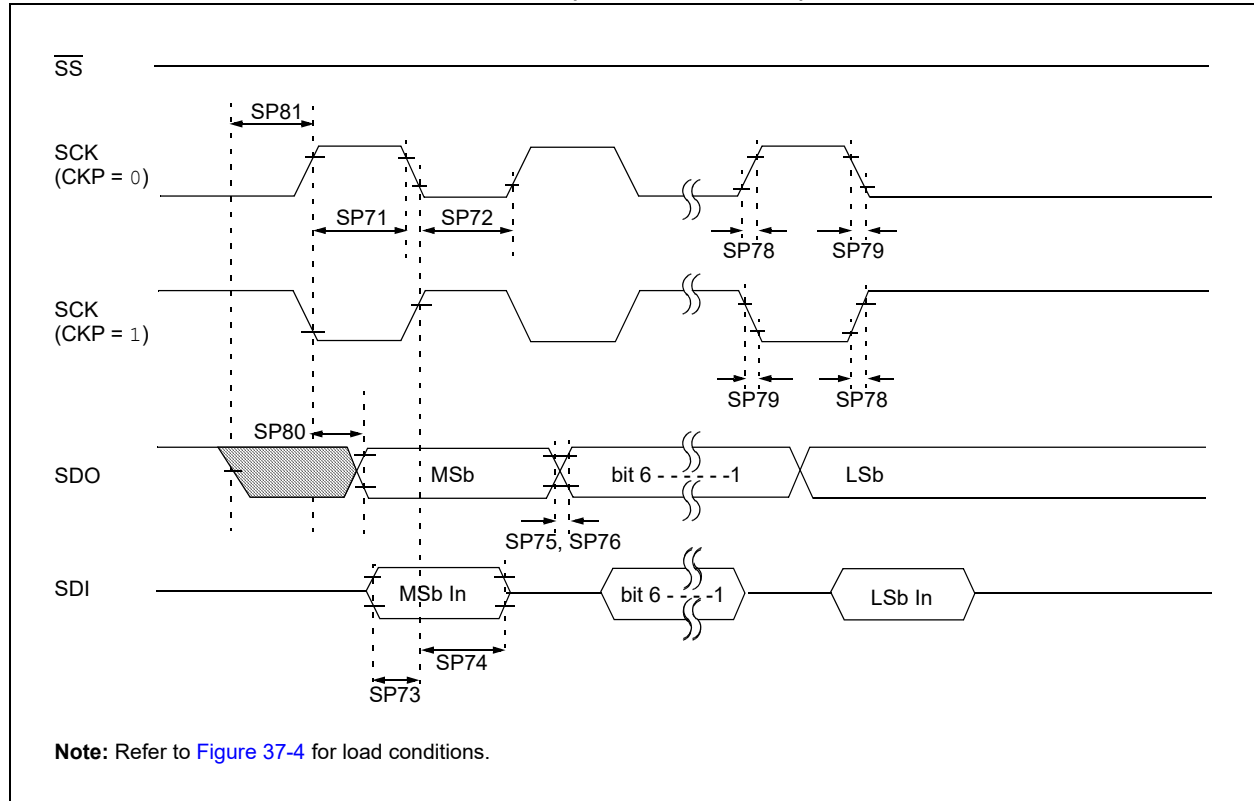 SS
SP81
SCK
(CKP = 0)
SP71
SP72
SP78
SP79
SCK
(CKP = 1)
SP79
SP78
SP80
SDO
MSb
bit 6 - - - - - - -1
LSb
SP75, SP76
SDI
MSb In
bit 6 - - - - -1
LSb In
SP74
SP73
Note: Refer to Figure 37-4 for load conditions.